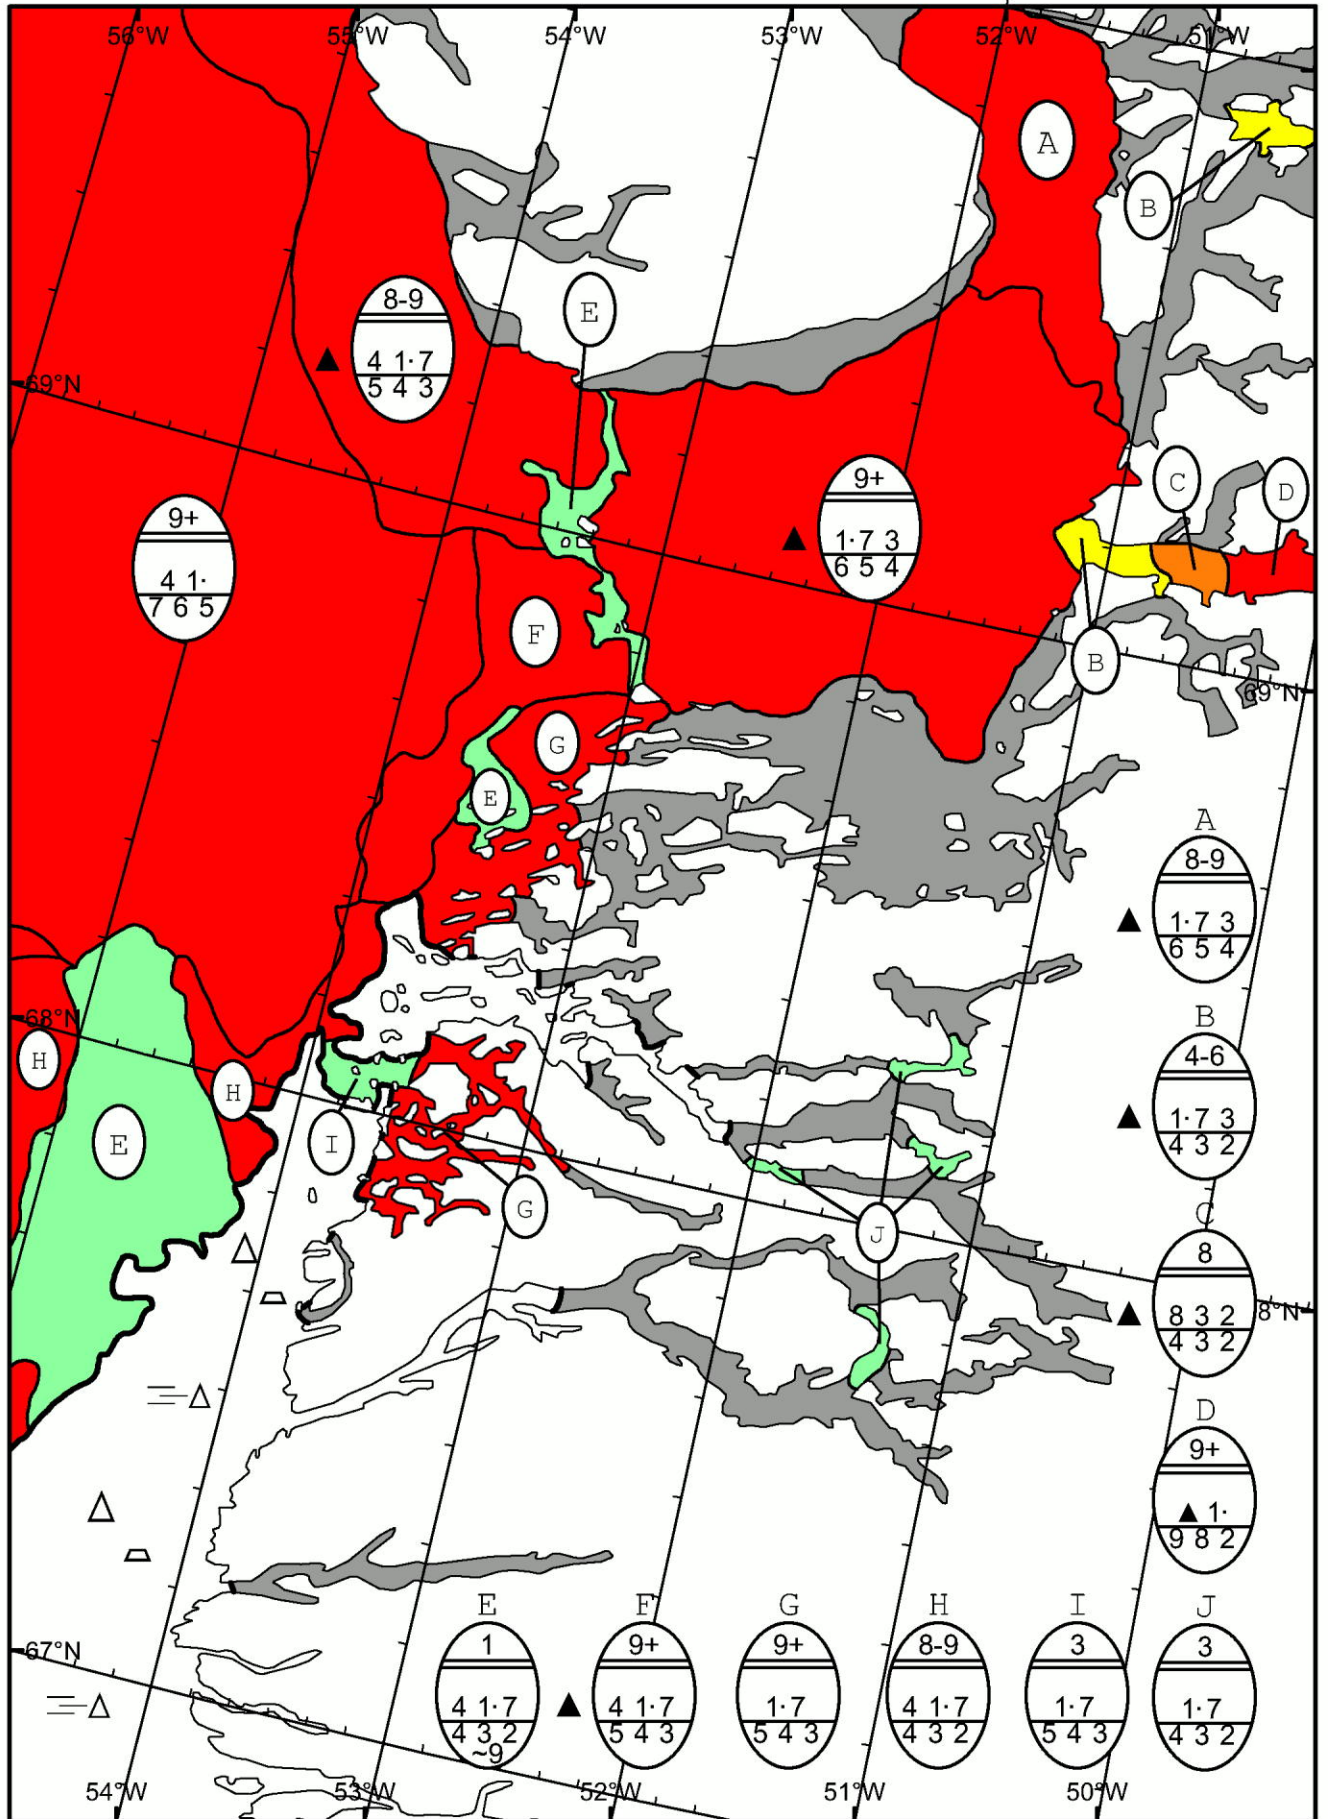 56°W 55°W 54°W 53°W 52°W 51°W
A
B
8-9
4 1·7
5 4 3
E
69°N
9+
4 1·
7 6 5
9+
1·7 3
6 5 4
C
D
F
B
69°N
G
E
A
8-9
1·7 3
6 5 4
68°N
H
H
E
I
G
J
B
4-6
1·7 3
4 3 2
C
8
8 3 2
4 3 2
8°N
D
9+
▲ 1·
9 8 2
67°N
E
1
4 1·7
4 3 2
~9
F
9+
4 1·7
5 4 3
G
9+
1·7
5 4 3
H
8-9
4 1·7
4 3 2
I
3
1·7
5 4 3
J
3
1·7
4 3 2
54°W 53°W 52°W 51°W 50°W